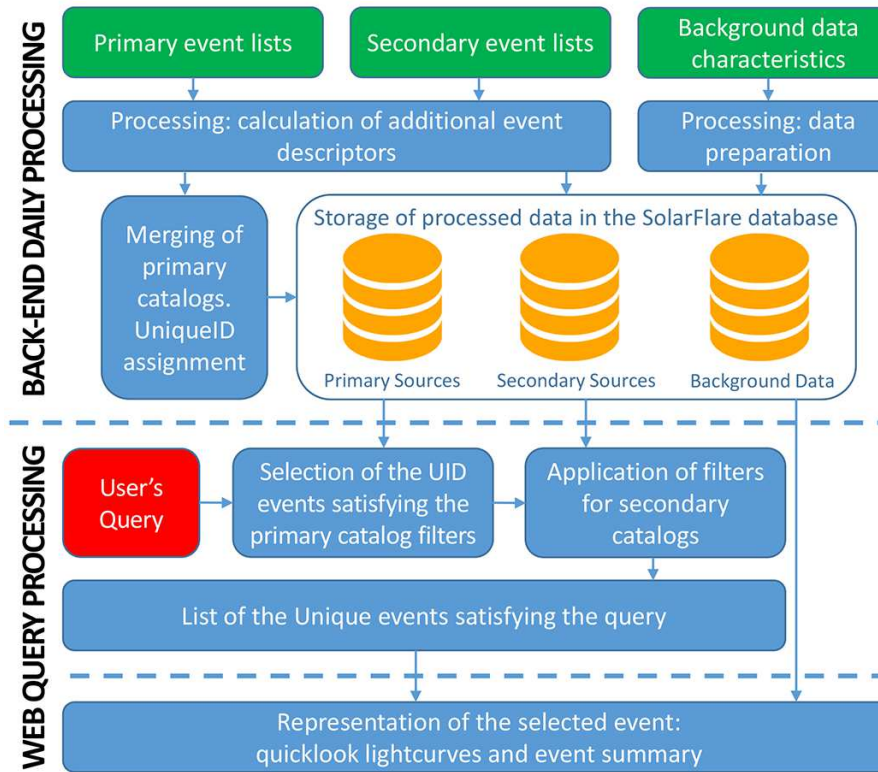 BACK-END DAILY PROCESSING
Primary event lists
Secondary event lists
Background data
characteristics
Processing: calculation of additional event
descriptors
Processing: data
preparation
Merging of
primary
catalogs.
UniqueID
assignment
Storage of processed data in the SolarFlare database
Primary Sources
Secondary Sources
Background Data
WEB QUERY PROCESSING
User's
Query
Selection of the UID
events satisfying the
primary catalog filters
Application of filters
for secondary
catalogs
List of the Unique events satisfying the query
Representation of the selected event:
quicklook lightcurves and event summary